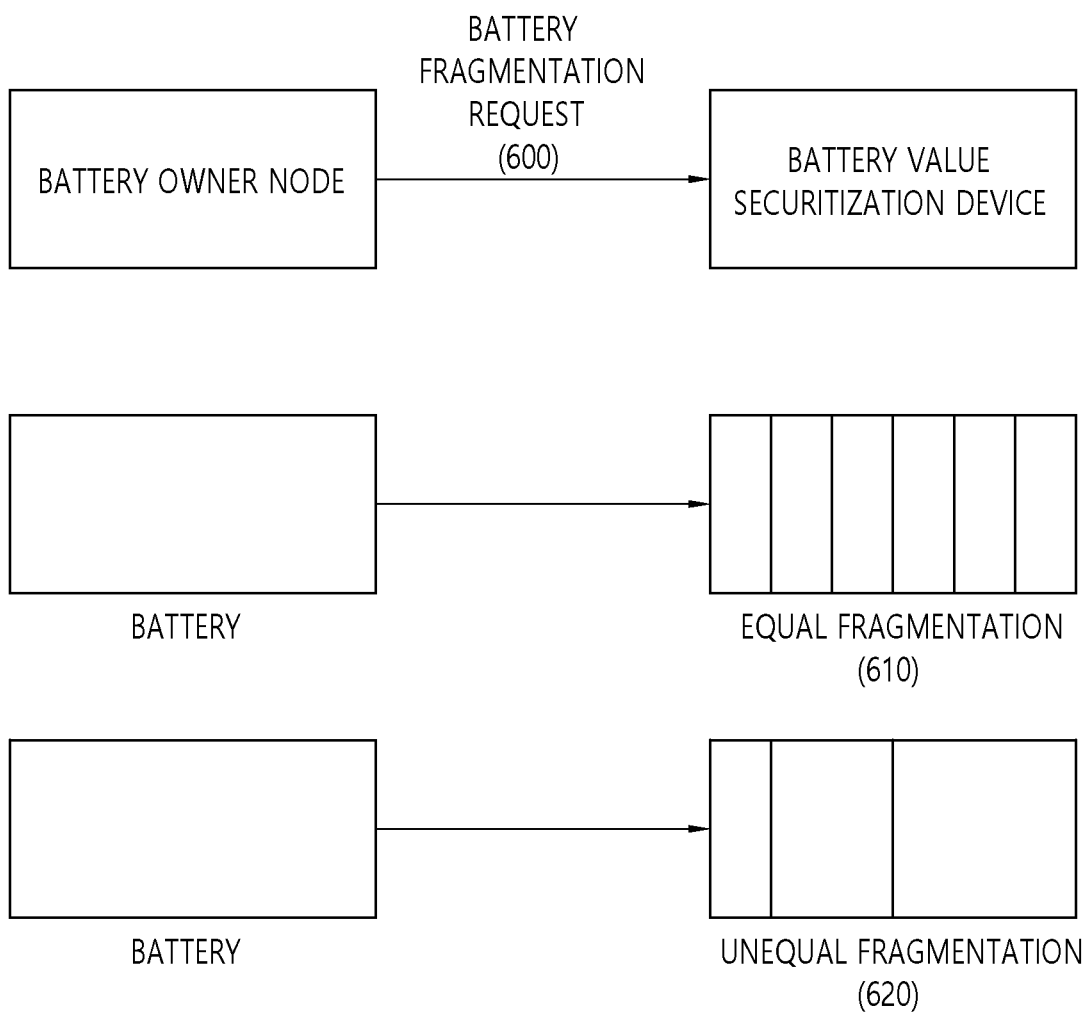 BATTERY
FRAGMENTATION
REQUEST
(600)
BATTERY OWNER NODE
BATTERY VALUE
SECURITIZATION DEVICE
BATTERY
EQUAL FRAGMENTATION
(610)
BATTERY
UNEQUAL FRAGMENTATION
(620)